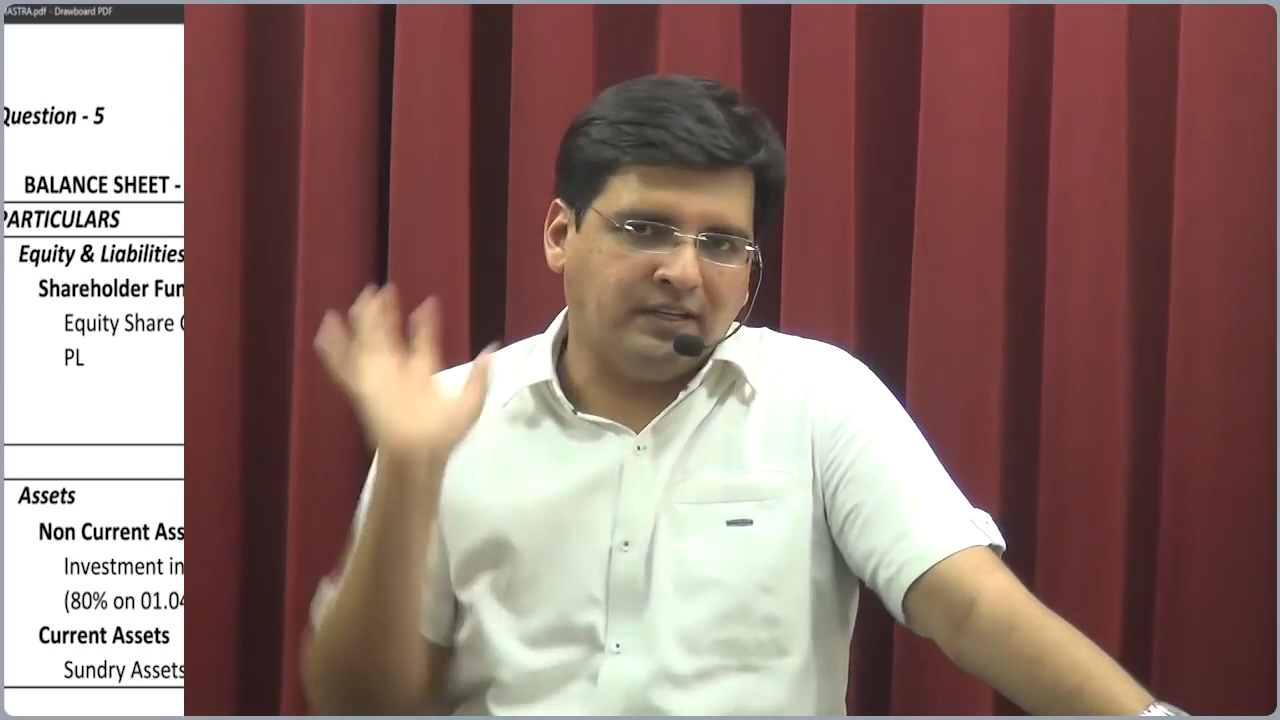 IASTRA.pdf - Drawboard PDF
Question - 5
BALANCE SHEET -
PARTICULARS
Equity & Liabilities
Shareholder Fun
Equity Share
PL
Assets
Non Current Ass
Investment in
(80% on 01.04
Current Assets
Sundry Assets